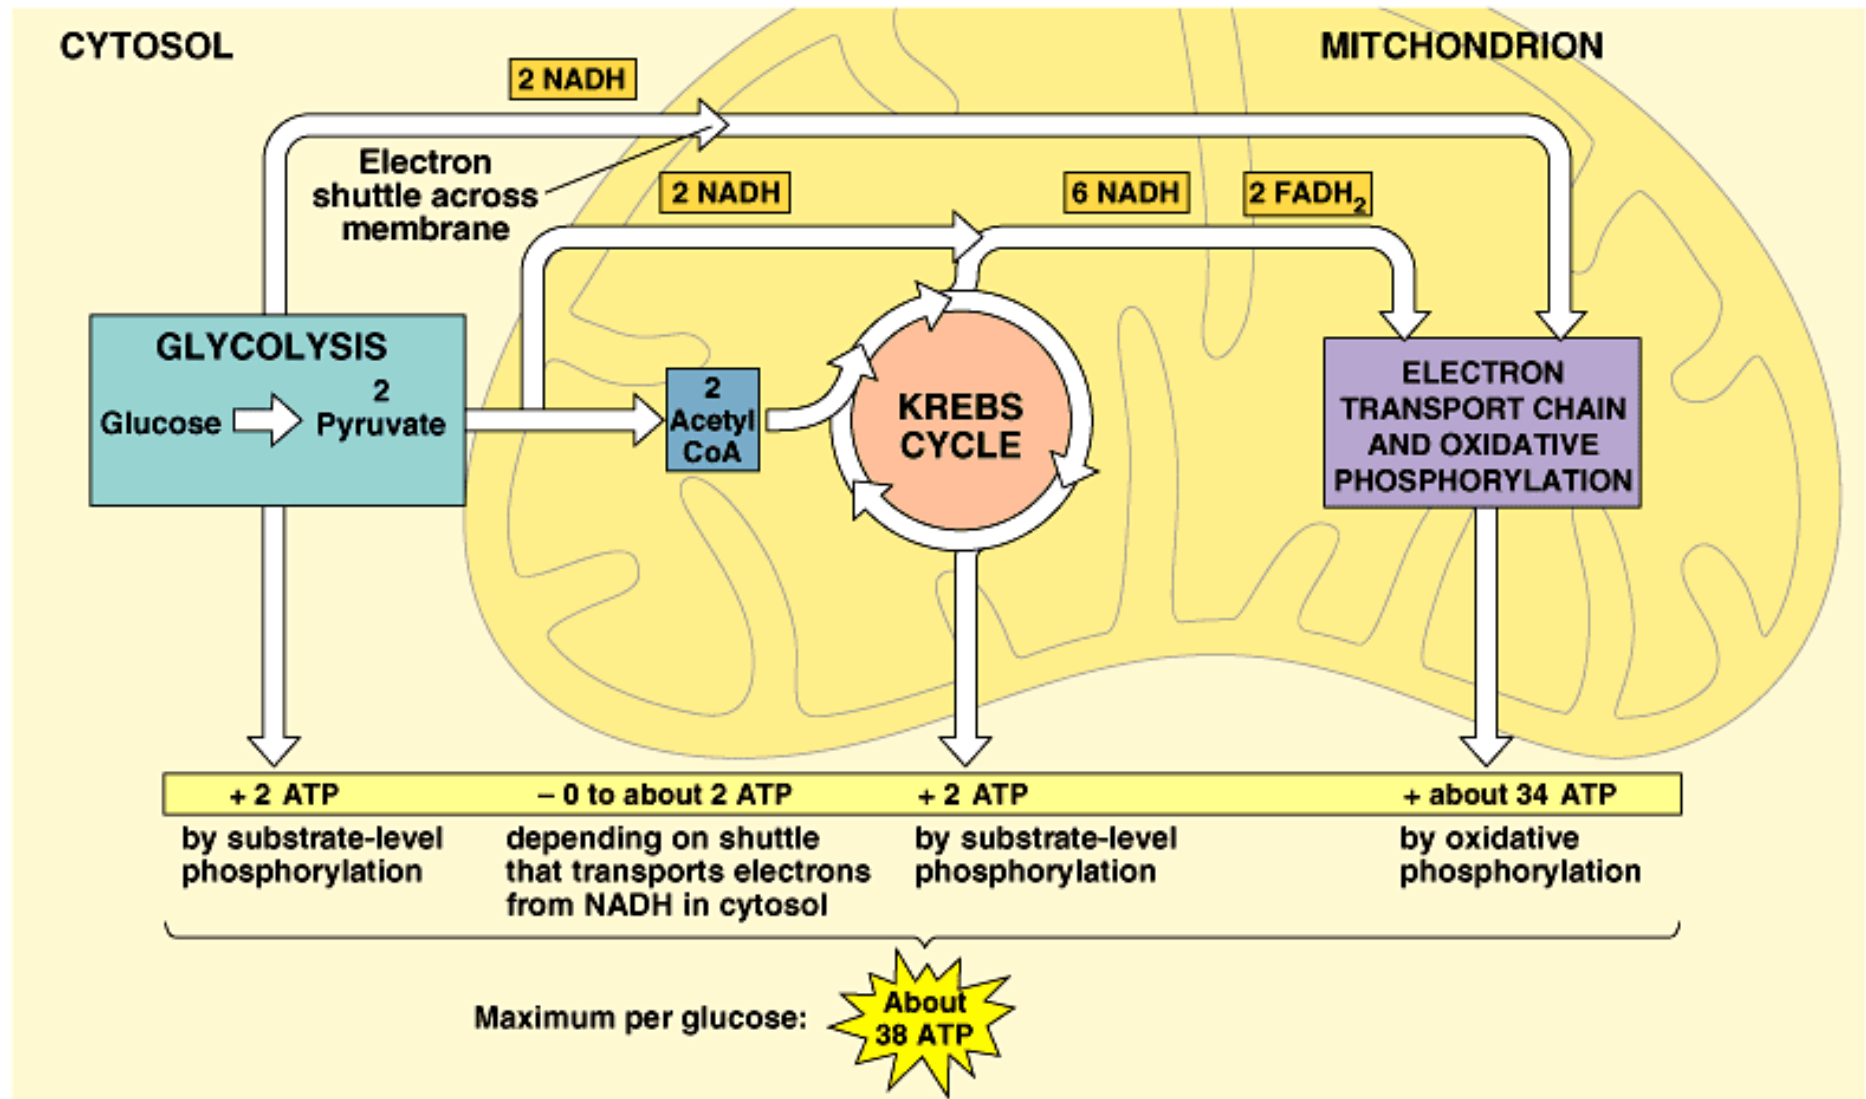 CYTOSOL
MITCHONDRION
2 NADH
Electron
shuttle across
membrane
2 NADH
6 NADH
2 FADH₂
GLYCOLYSIS
Glucose
2
Pyruvate
2
Acetyl
CoA
KREBS
CYCLE
ELECTRON
TRANSPORT CHAIN
AND OXIDATIVE
PHOSPHORYLATION
+ 2 ATP
by substrate-level
phosphorylation
– 0 to about 2 ATP
depending on shuttle
that transports electrons
from NADH in cytosol
+ 2 ATP
by substrate-level
phosphorylation
+ about 34 ATP
by oxidative
phosphorylation
Maximum per glucose:
About
38 ATP